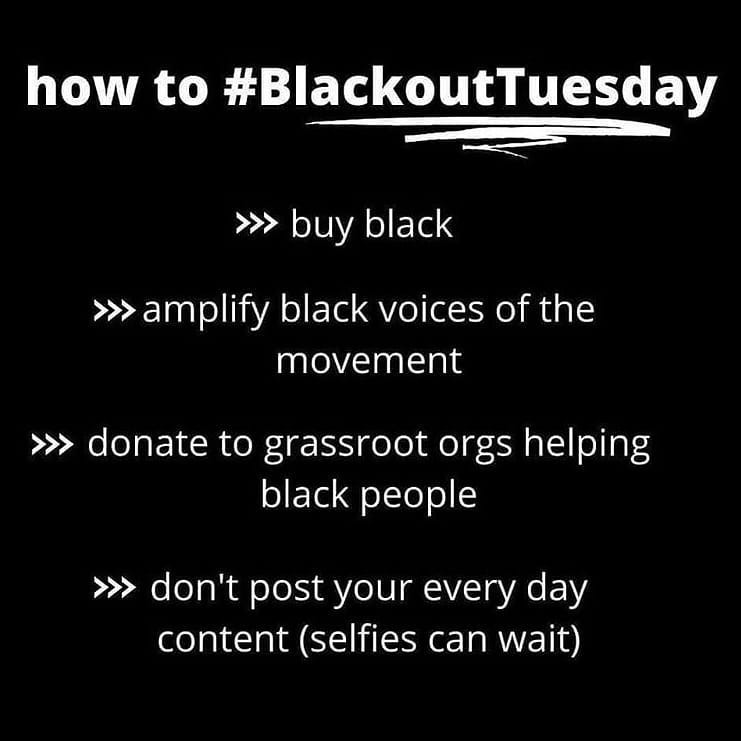 how to #BlackoutTuesday
>>> buy black
>>> amplify black voices of the
movement
>>> donate to grassroot orgs helping
black people
>>> don't post your every day
content (selfies can wait)